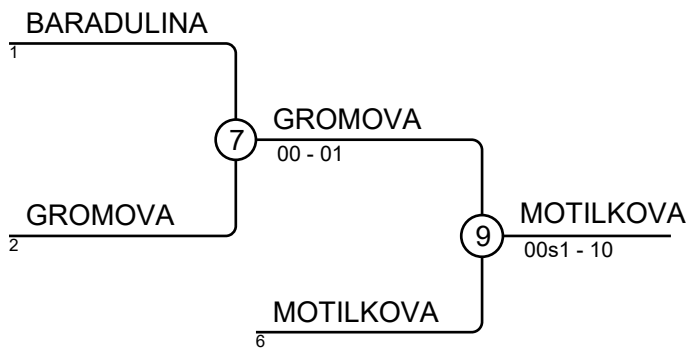 BARADULINA
1
7
GROMOVA
00 - 01
GROMOVA
2
9
MOTILKOVA
00s1 - 10
MOTILKOVA
6